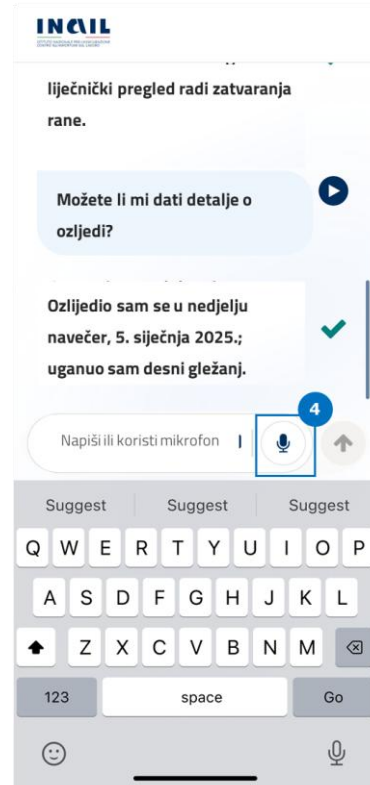 INAIL
liječnički pregled radi zatvaranja
rane.
Možete li mi dati detalje o
ozljedi?
Ozlijedio sam se u nedjelju
navečer, 5. siječnja 2025.;
uganuo sam desni gležanj.
4
Napiši ili koristi mikrofon
Suggest Suggest Suggest
Q W E R T Y U I O P
A S D F G H J K L
Z X C V B N M
123 space Go